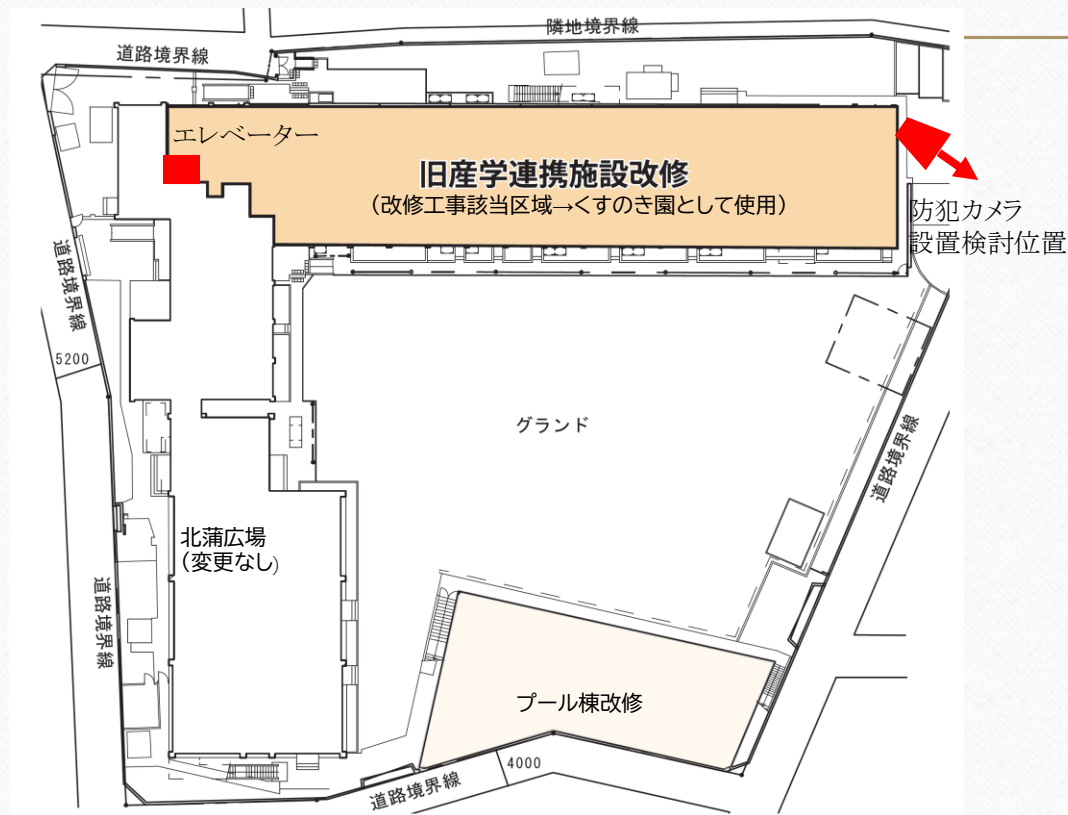 隣地境界線
道路境界線
エレベーター
旧産学連携施設改修
（改修工事該当区域→くすのき園として使用）
防犯カメラ
設置検討位置
道路境界線
5200
グランド
道路境界線
北蒲広場
（変更なし）
道路境界線
プール棟改修
4000
道路境界線